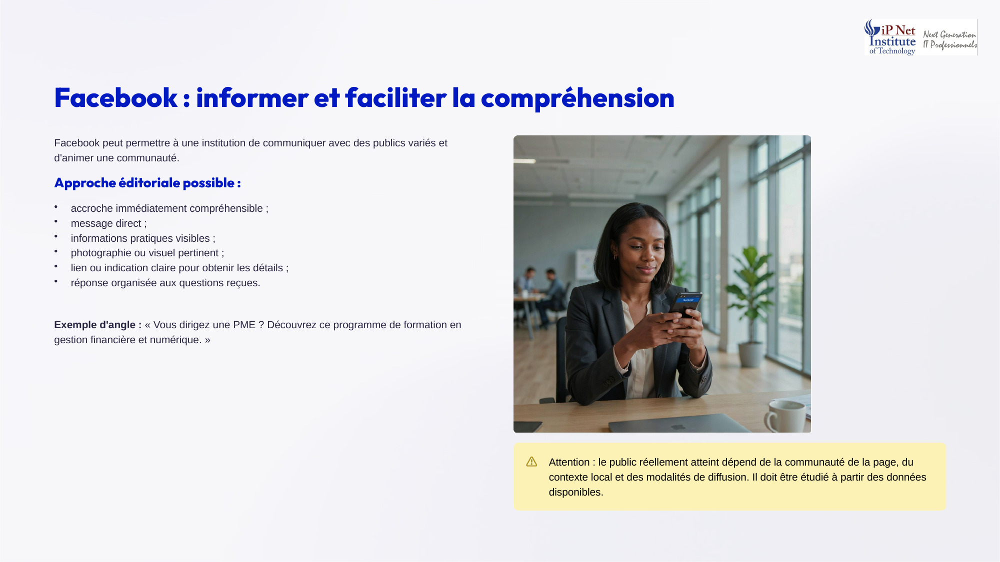 iP Net
Institute
of Technology
Next Generation
IT Professionnels
Facebook : informer et faciliter la compréhension
Facebook peut permettre à une institution de communiquer avec des publics variés et
d'animer une communauté.
Approche éditoriale possible :
• accroche immédiatement compréhensible ;
• message direct ;
• informations pratiques visibles ;
• photographie ou visuel pertinent ;
• lien ou indication claire pour obtenir les détails ;
• réponse organisée aux questions reçues.
Exemple d'angle : « Vous dirigez une PME ? Découvrez ce programme de formation en
gestion financière et numérique. »
facebook
Attention : le public réellement atteint dépend de la communauté de la page, du
contexte local et des modalités de diffusion. Il doit être étudié à partir des données
disponibles.